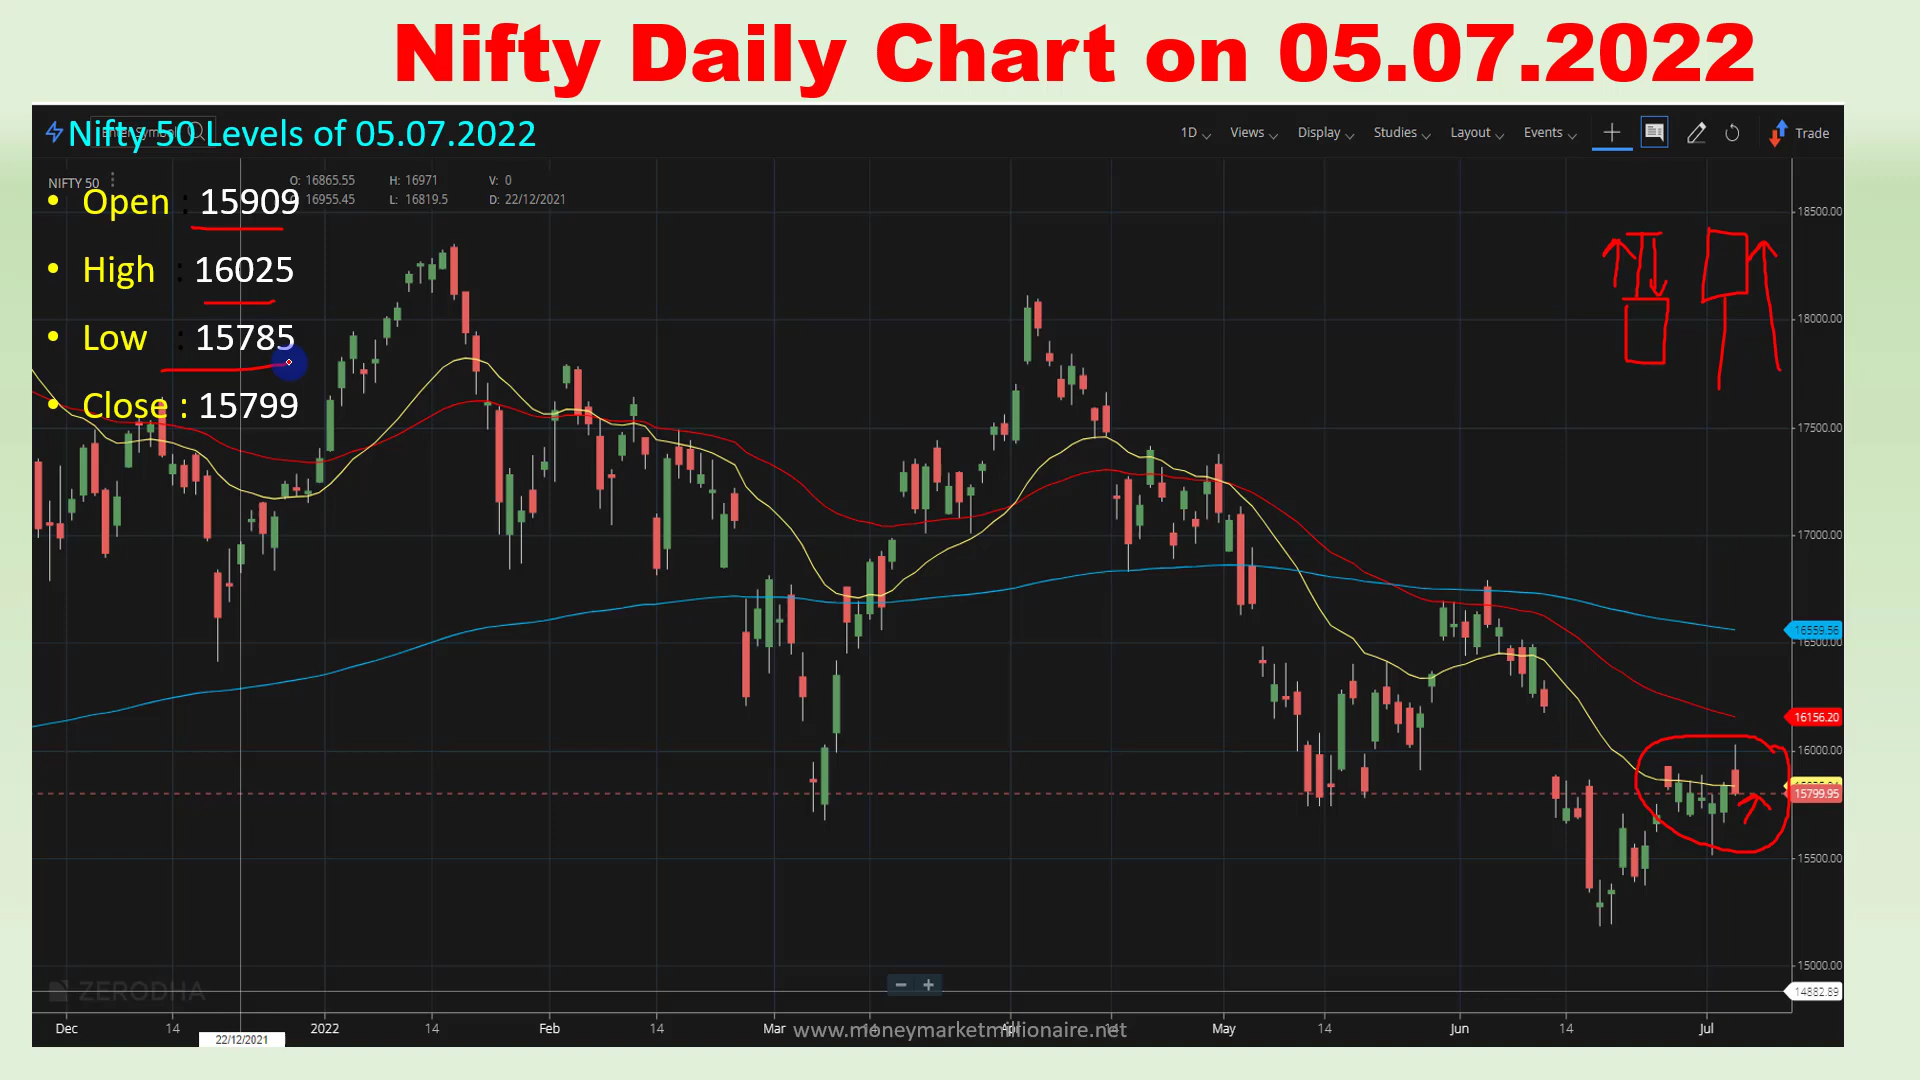 Nifty Daily Chart on 05.07.2022
Nifty 50 Levels of 05.07.2022
1D Views Display Studies Layout Events Trade
NIFTY 50
O: 16865.55 H: 16971 V: 0
16955.45 L: 16819.5 D: 22/12/2021
• Open : 15909
• High : 16025
• Low : 15785
• Close : 15799
18500.00
18000.00
17500.00
17000.00
16559.56
16500.00
16156.20
16000.00
15799.95
15500.00
15000.00
14882.89
ZERODHA
− +
Dec 14 2022 14 Feb 14 Mar 14 Apr 14 May 14 Jun 14 Jul
www.moneymarketmillionaire.net
22/12/2021